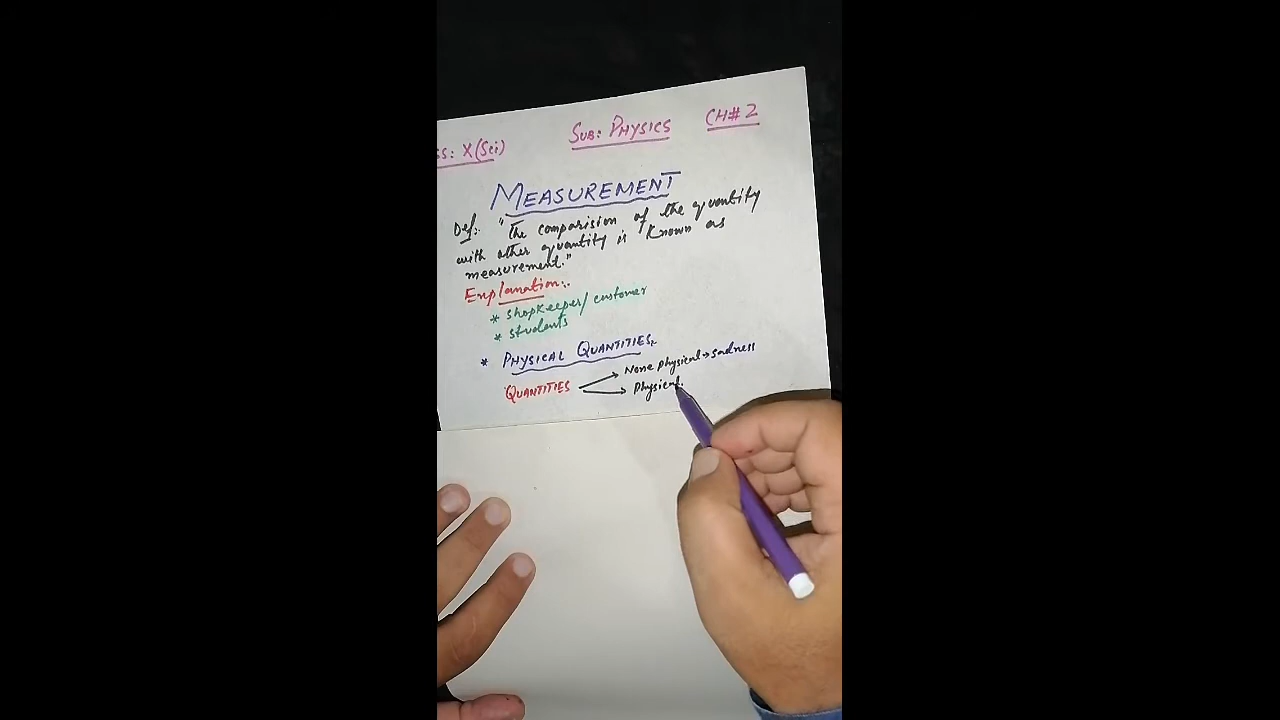 ss: X(Sci) Sub: PHYSICS CH#2
MEASUREMENT
Def:- "The comparision of the quantity
with other quantity is known as
measurement."
Explanation:-
* shopkeeper/customer
* students
* PHYSICAL QUANTITIES:-
QUANTITIES → None physical → sadness
→ Physical